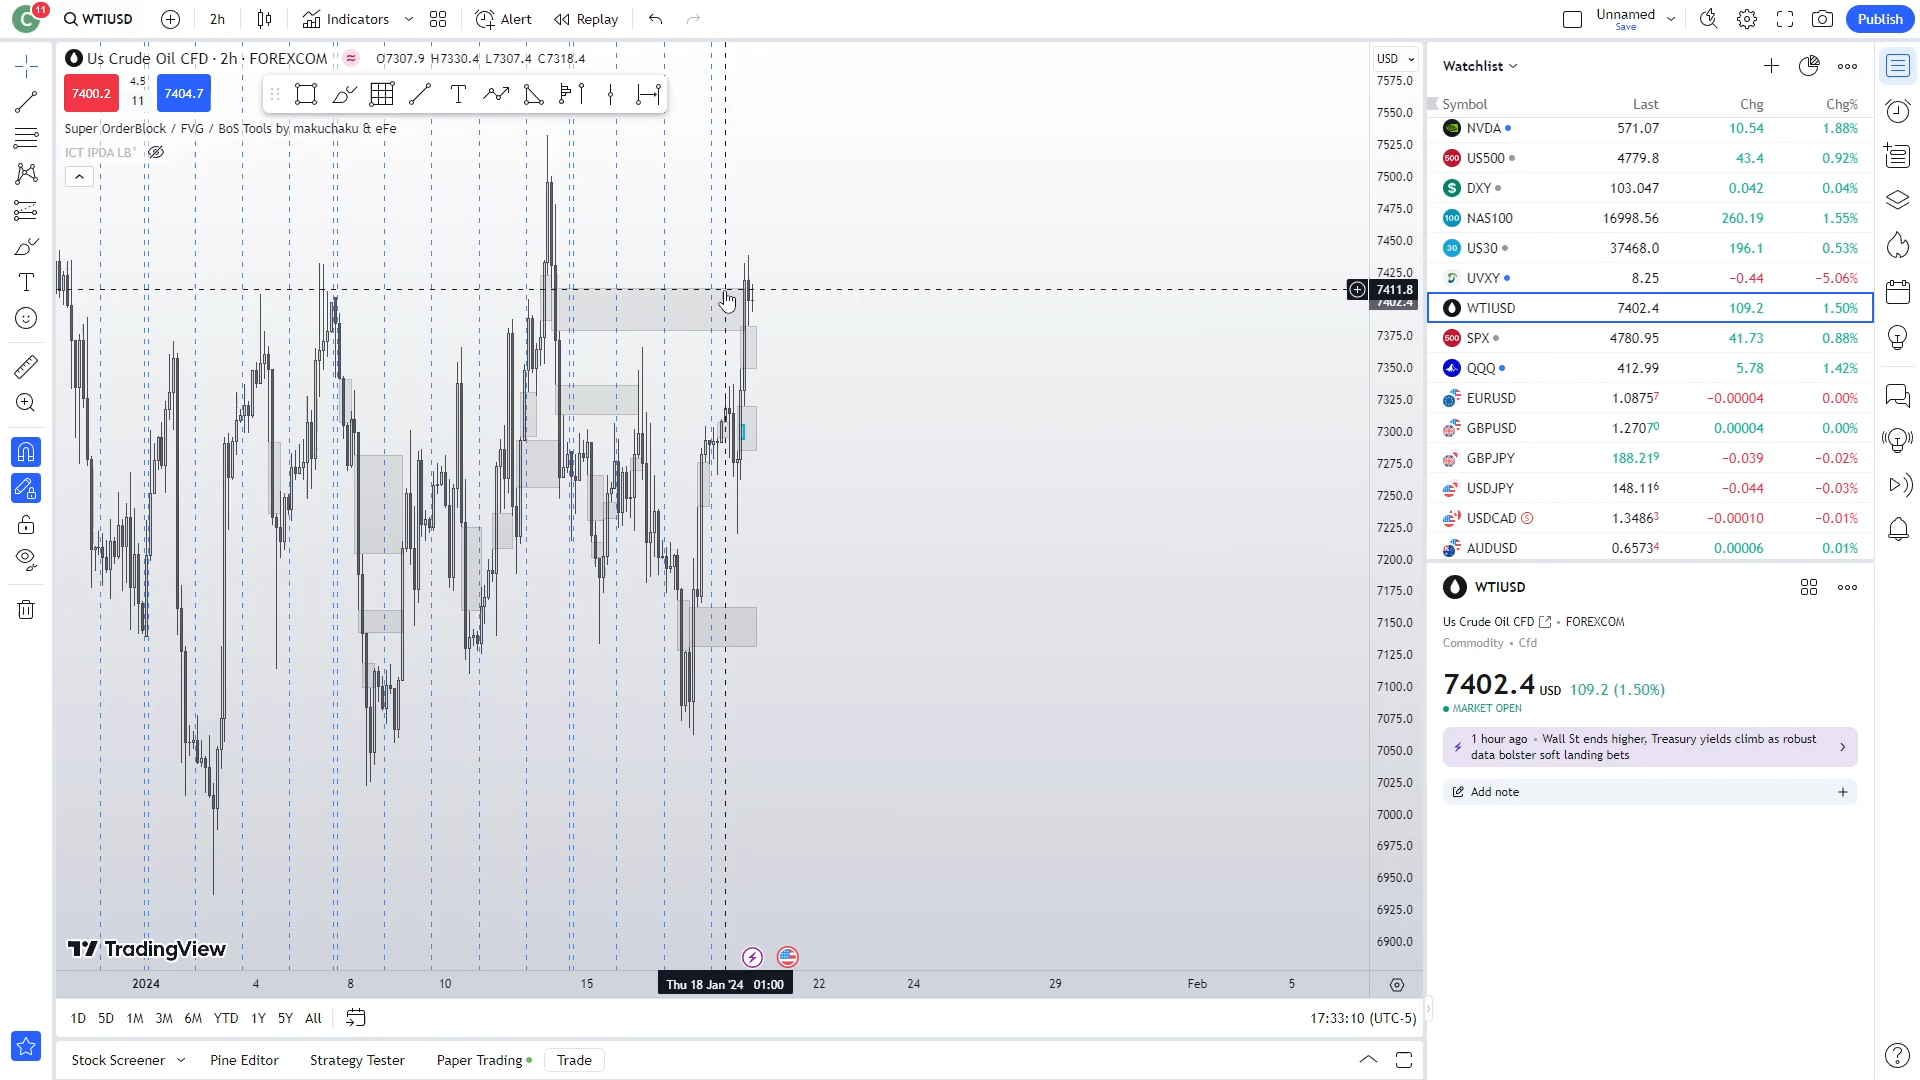 C 11 WTIUSD 2h Indicators Alert Replay Unnamed Save Publish
Us Crude Oil CFD · 2h · FOREXCOM ≈ O7307.9 H7330.4 L7307.4 C7318.4
7400.2 4.5 11 7404.7
Super OrderBlock / FVG / BoS Tools by makuchaku & eFe
ICT IPDA LB°
USD
7575.0
7550.0
7525.0
7500.0
7475.0
7450.0
7425.0
7411.8
7402.4
7375.0
7350.0
7325.0
7300.0
7275.0
7250.0
7225.0
7200.0
7175.0
7150.0
7125.0
7100.0
7075.0
7050.0
7025.0
7000.0
6975.0
6950.0
6925.0
6900.0
TradingView
2024 4 8 10 15 Thu 18 Jan '24 01:00 22 24 29 Feb 5
1D 5D 1M 3M 6M YTD 1Y 5Y All 17:33:10 (UTC-5)
Stock Screener Pine Editor Strategy Tester Paper Trading Trade
Watchlist
Symbol Last Chg Chg%
NVDA 571.07 10.54 1.88%
500 US500 4779.8 43.4 0.92%
$ DXY 103.047 0.042 0.04%
100 NAS100 16998.56 260.19 1.55%
30 US30 37468.0 196.1 0.53%
UVXY 8.25 −0.44 −5.06%
WTIUSD 7402.4 109.2 1.50%
500 SPX 4780.95 41.73 0.88%
QQQ 412.99 5.78 1.42%
EURUSD 1.08757 −0.00004 0.00%
GBPUSD 1.27070 0.00004 0.00%
GBPJPY 188.219 −0.039 −0.02%
USDJPY 148.116 −0.044 −0.03%
USDCAD 1.34863 −0.00010 −0.01%
AUDUSD 0.65734 0.00006 0.01%
WTIUSD
Us Crude Oil CFD • FOREXCOM
Commodity • Cfd
7402.4 USD 109.2 (1.50%)
MARKET OPEN
1 hour ago • Wall St ends higher, Treasury yields climb as robust
data bolster soft landing bets
Add note